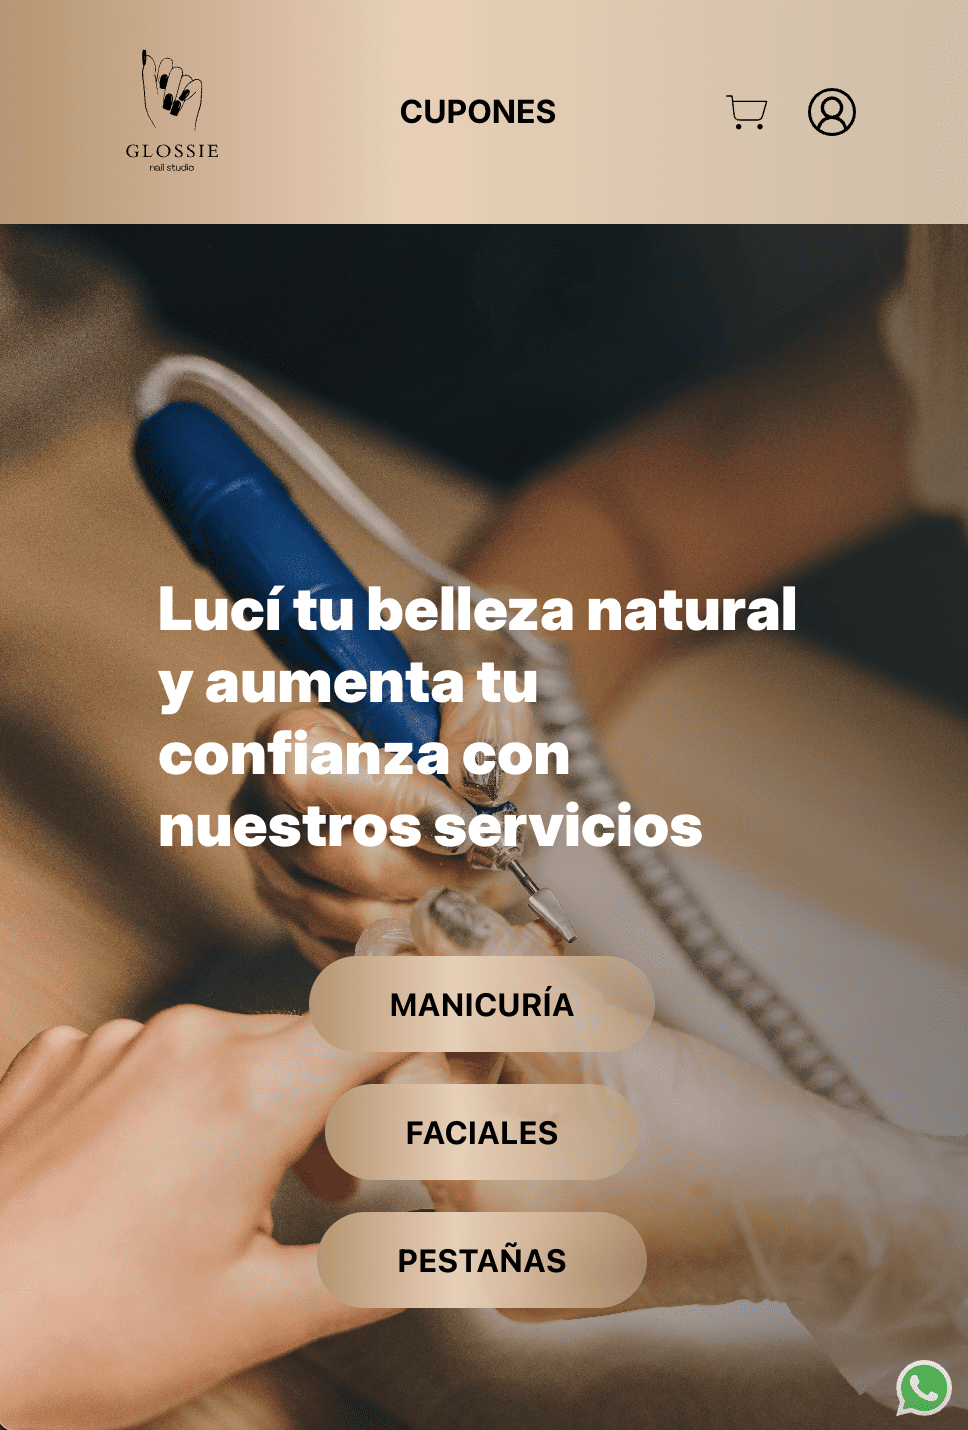 GLOSSIE
nail studio
CUPONES
Lucí tu belleza natural
y aumenta tu
confianza con
nuestros servicios
MANICURÍA
FACIALES
PESTAÑAS